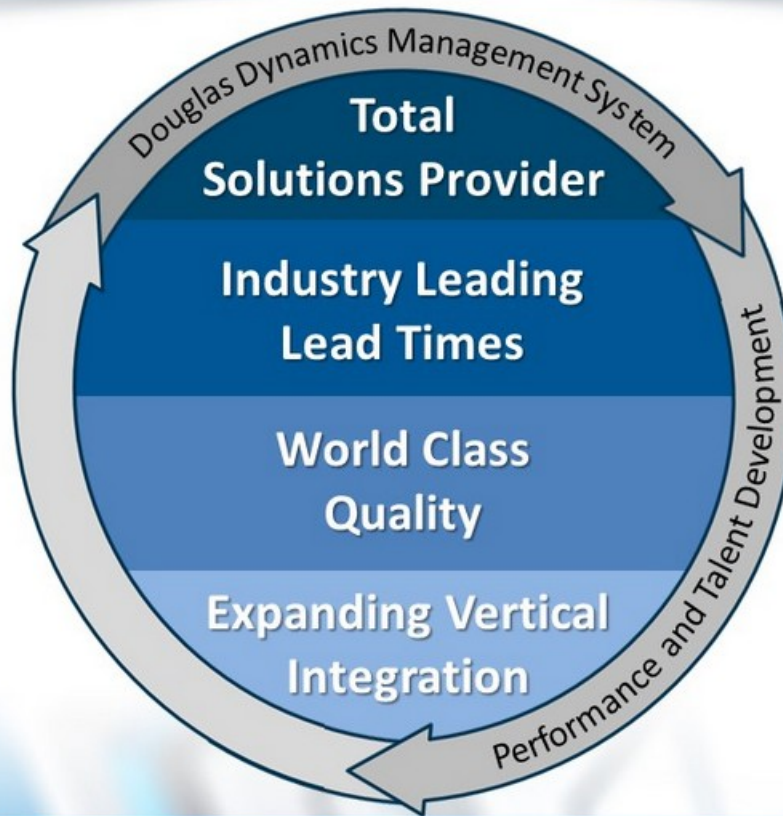 Douglas Dynamics Management System
Total
Solutions Provider
Industry Leading
Lead Times
World Class
Quality
Expanding Vertical
Integration
Performance and Talent Development